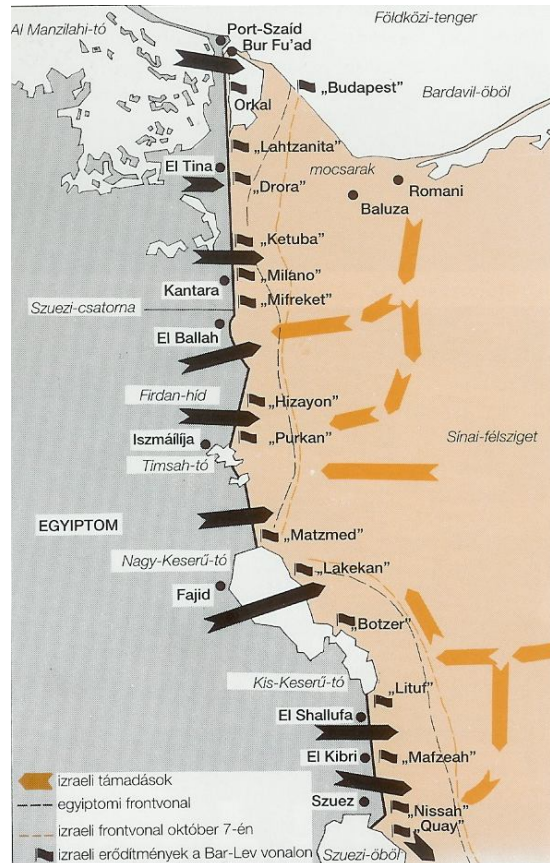 Al Manzilahi-tó
Port-Szaíd
Bur Fu'ad
Földközi-tenger
Orkal
„Budapest”
Bardavil-öböl
„Lahtzanita”
El Tina
mocsarak
„Drora”
Romani
Baluza
„Ketuba”
„Milano”
Kantara
„Mifreket”
Szuezi-csatorna
El Ballah
Firdan-híd
„Hizayon”
Iszmáílíja
„Purkan”
Sínai-félsziget
Timsah-tó
EGYIPTOM
„Matzmed”
Nagy-Keserű-tó
„Lakekan”
Fajid
„Botzer”
Kis-Keserű-tó
„Lituf”
El Shallufa
El Kibri
„Mafzeah”
Szuez
„Nissah”
„Quay”
Szuezi-öböl
izraeli támadások
egyiptomi frontvonal
izraeli frontvonal október 7-én
izraeli erődítmények a Bar-Lev vonalon